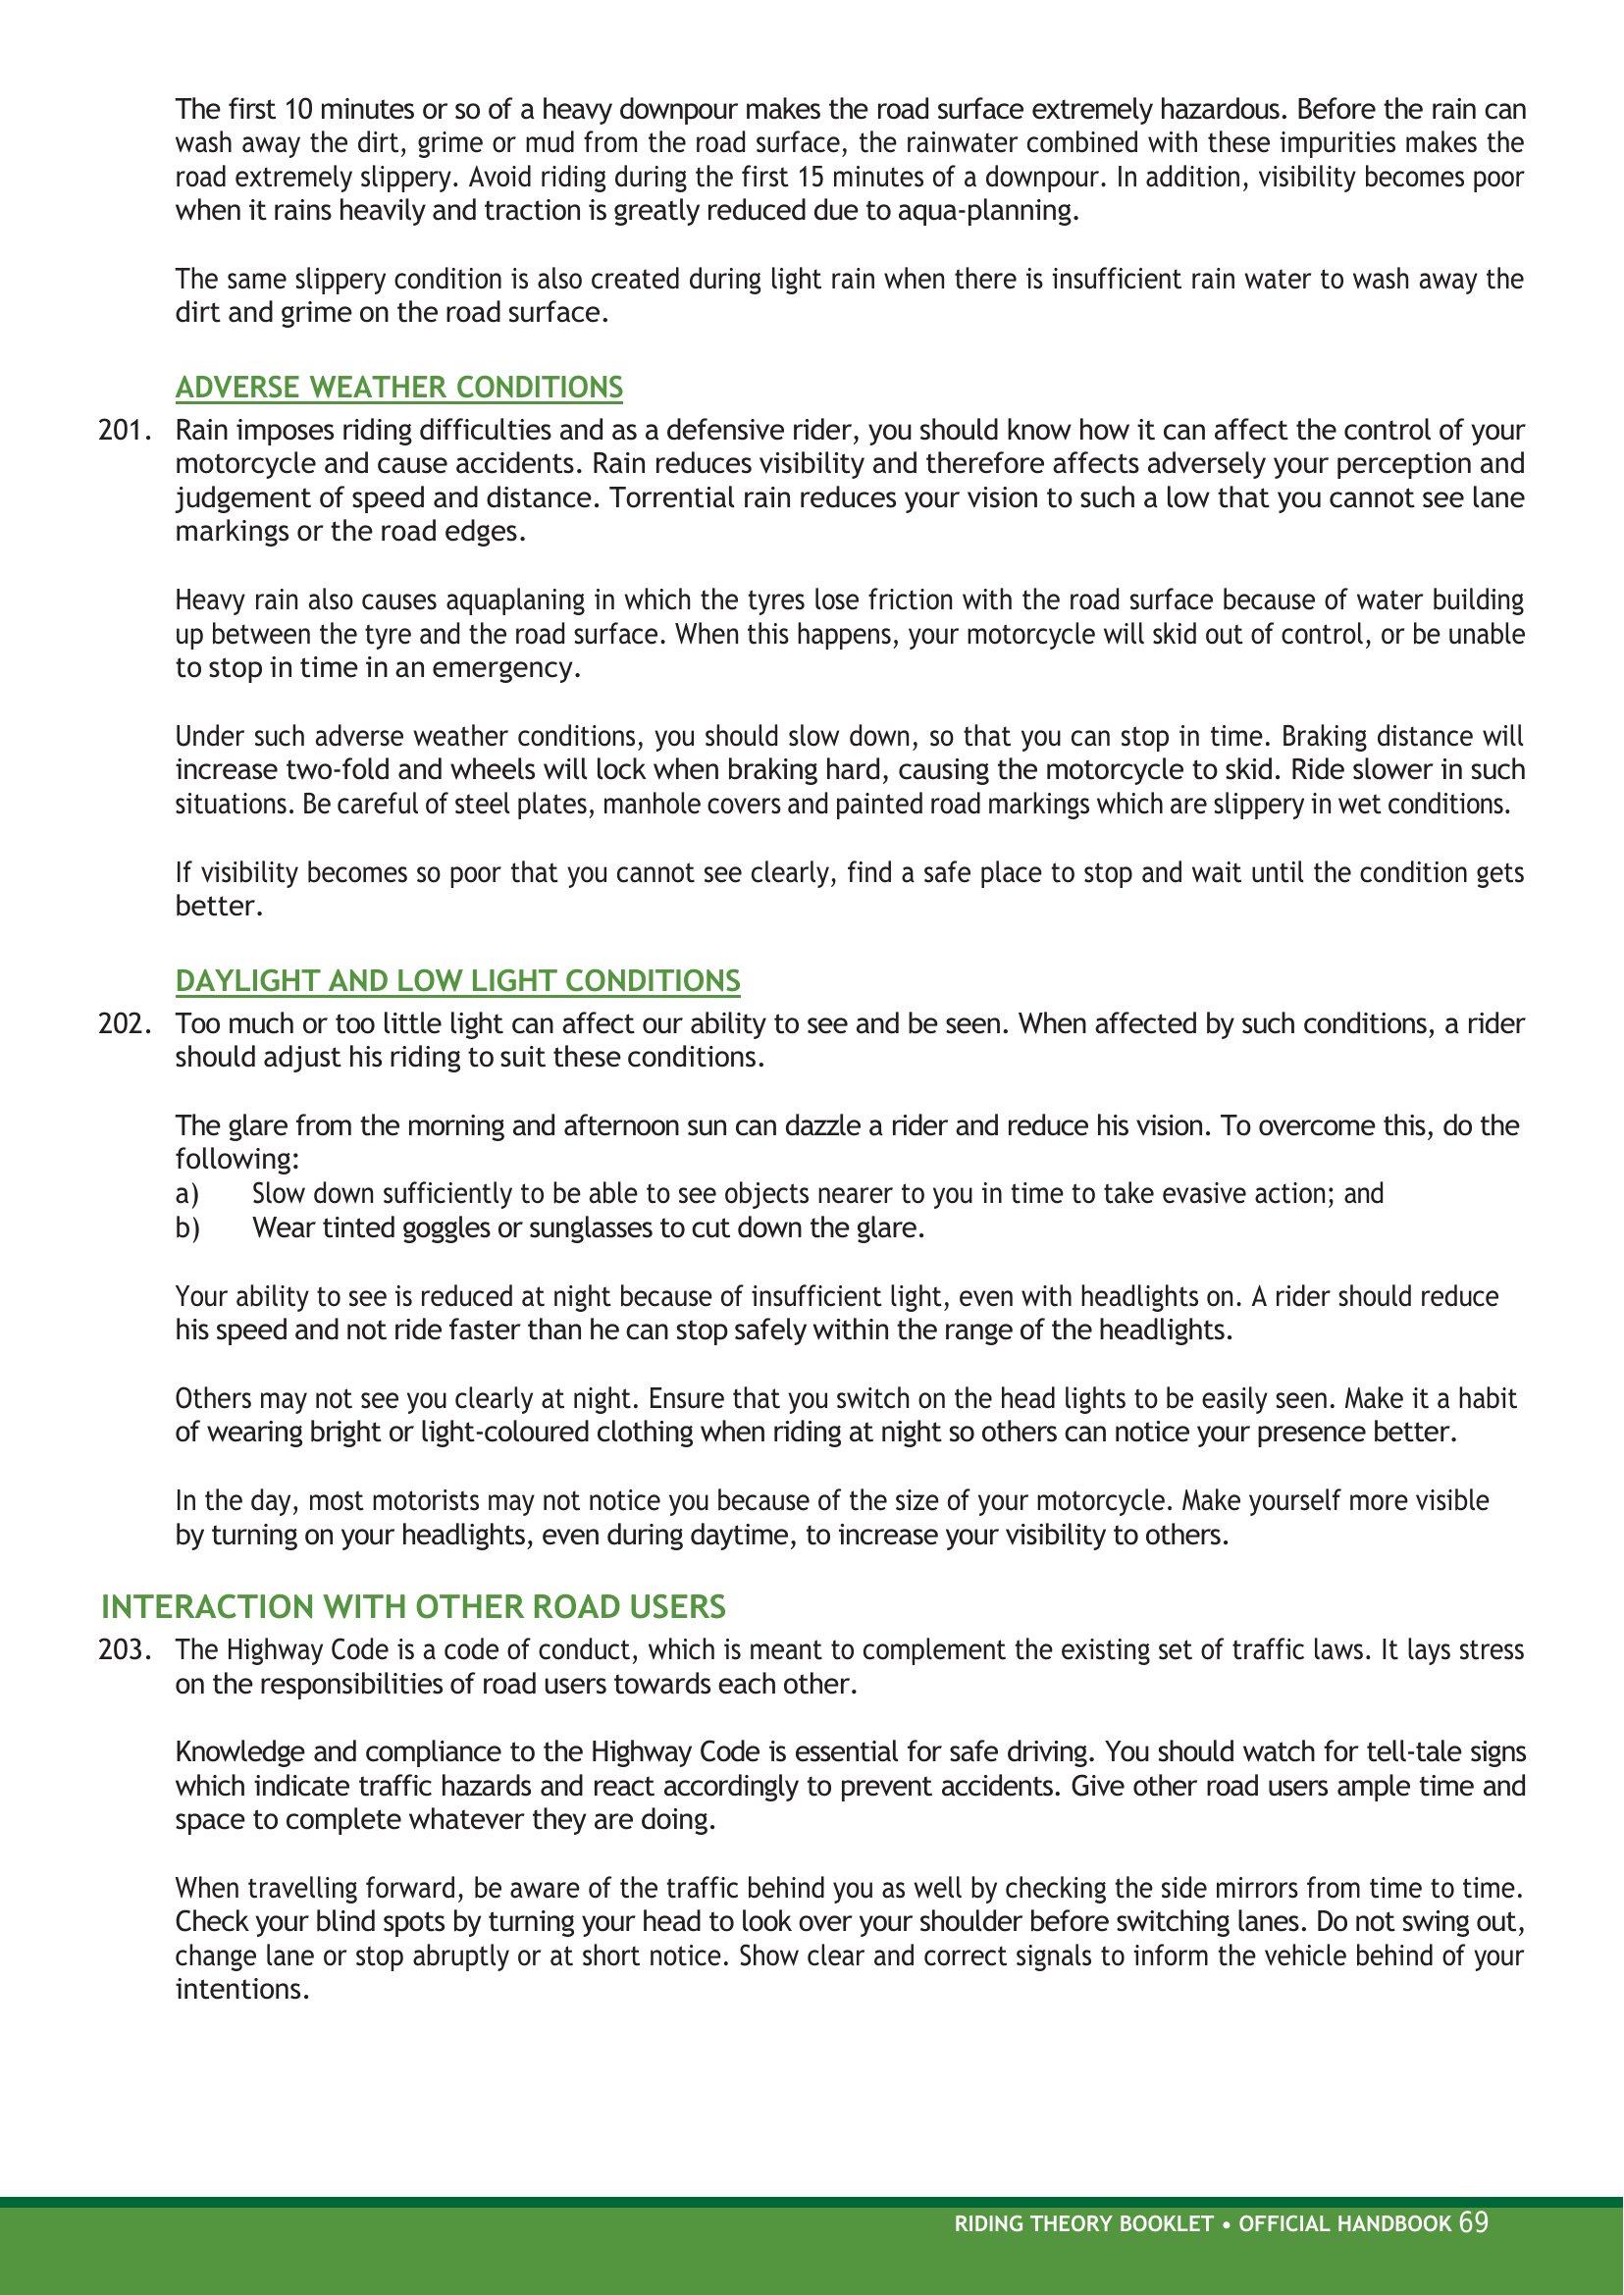 The first 10 minutes or so of a heavy downpour makes the road surface extremely hazardous. Before the rain can
wash away the dirt, grime or mud from the road surface, the rainwater combined with these impurities makes the
road extremely slippery. Avoid riding during the first 15 minutes of a downpour. In addition, visibility becomes poor
when it rains heavily and traction is greatly reduced due to aqua-planning.
The same slippery condition is also created during light rain when there is insufficient rain water to wash away the
dirt and grime on the road surface.
ADVERSE WEATHER CONDITIONS
201. Rain imposes riding difficulties and as a defensive rider, you should know how it can affect the control of your
motorcycle and cause accidents. Rain reduces visibility and therefore affects adversely your perception and
judgement of speed and distance. Torrential rain reduces your vision to such a low that you cannot see lane
markings or the road edges.
Heavy rain also causes aquaplaning in which the tyres lose friction with the road surface because of water building
up between the tyre and the road surface. When this happens, your motorcycle will skid out of control, or be unable
to stop in time in an emergency.
Under such adverse weather conditions, you should slow down, so that you can stop in time. Braking distance will
increase two-fold and wheels will lock when braking hard, causing the motorcycle to skid. Ride slower in such
situations. Be careful of steel plates, manhole covers and painted road markings which are slippery in wet conditions.
If visibility becomes so poor that you cannot see clearly, find a safe place to stop and wait until the condition gets
better.
DAYLIGHT AND LOW LIGHT CONDITIONS
202. Too much or too little light can affect our ability to see and be seen. When affected by such conditions, a rider
should adjust his riding to suit these conditions.
The glare from the morning and afternoon sun can dazzle a rider and reduce his vision. To overcome this, do the
following:
a) Slow down sufficiently to be able to see objects nearer to you in time to take evasive action; and
b) Wear tinted goggles or sunglasses to cut down the glare.
Your ability to see is reduced at night because of insufficient light, even with headlights on. A rider should reduce
his speed and not ride faster than he can stop safely within the range of the headlights.
Others may not see you clearly at night. Ensure that you switch on the head lights to be easily seen. Make it a habit
of wearing bright or light-coloured clothing when riding at night so others can notice your presence better.
In the day, most motorists may not notice you because of the size of your motorcycle. Make yourself more visible
by turning on your headlights, even during daytime, to increase your visibility to others.
INTERACTION WITH OTHER ROAD USERS
203. The Highway Code is a code of conduct, which is meant to complement the existing set of traffic laws. It lays stress
on the responsibilities of road users towards each other.
Knowledge and compliance to the Highway Code is essential for safe driving. You should watch for tell-tale signs
which indicate traffic hazards and react accordingly to prevent accidents. Give other road users ample time and
space to complete whatever they are doing.
When travelling forward, be aware of the traffic behind you as well by checking the side mirrors from time to time.
Check your blind spots by turning your head to look over your shoulder before switching lanes. Do not swing out,
change lane or stop abruptly or at short notice. Show clear and correct signals to inform the vehicle behind of your
intentions.
RIDING THEORY BOOKLET • OFFICIAL HANDBOOK 69